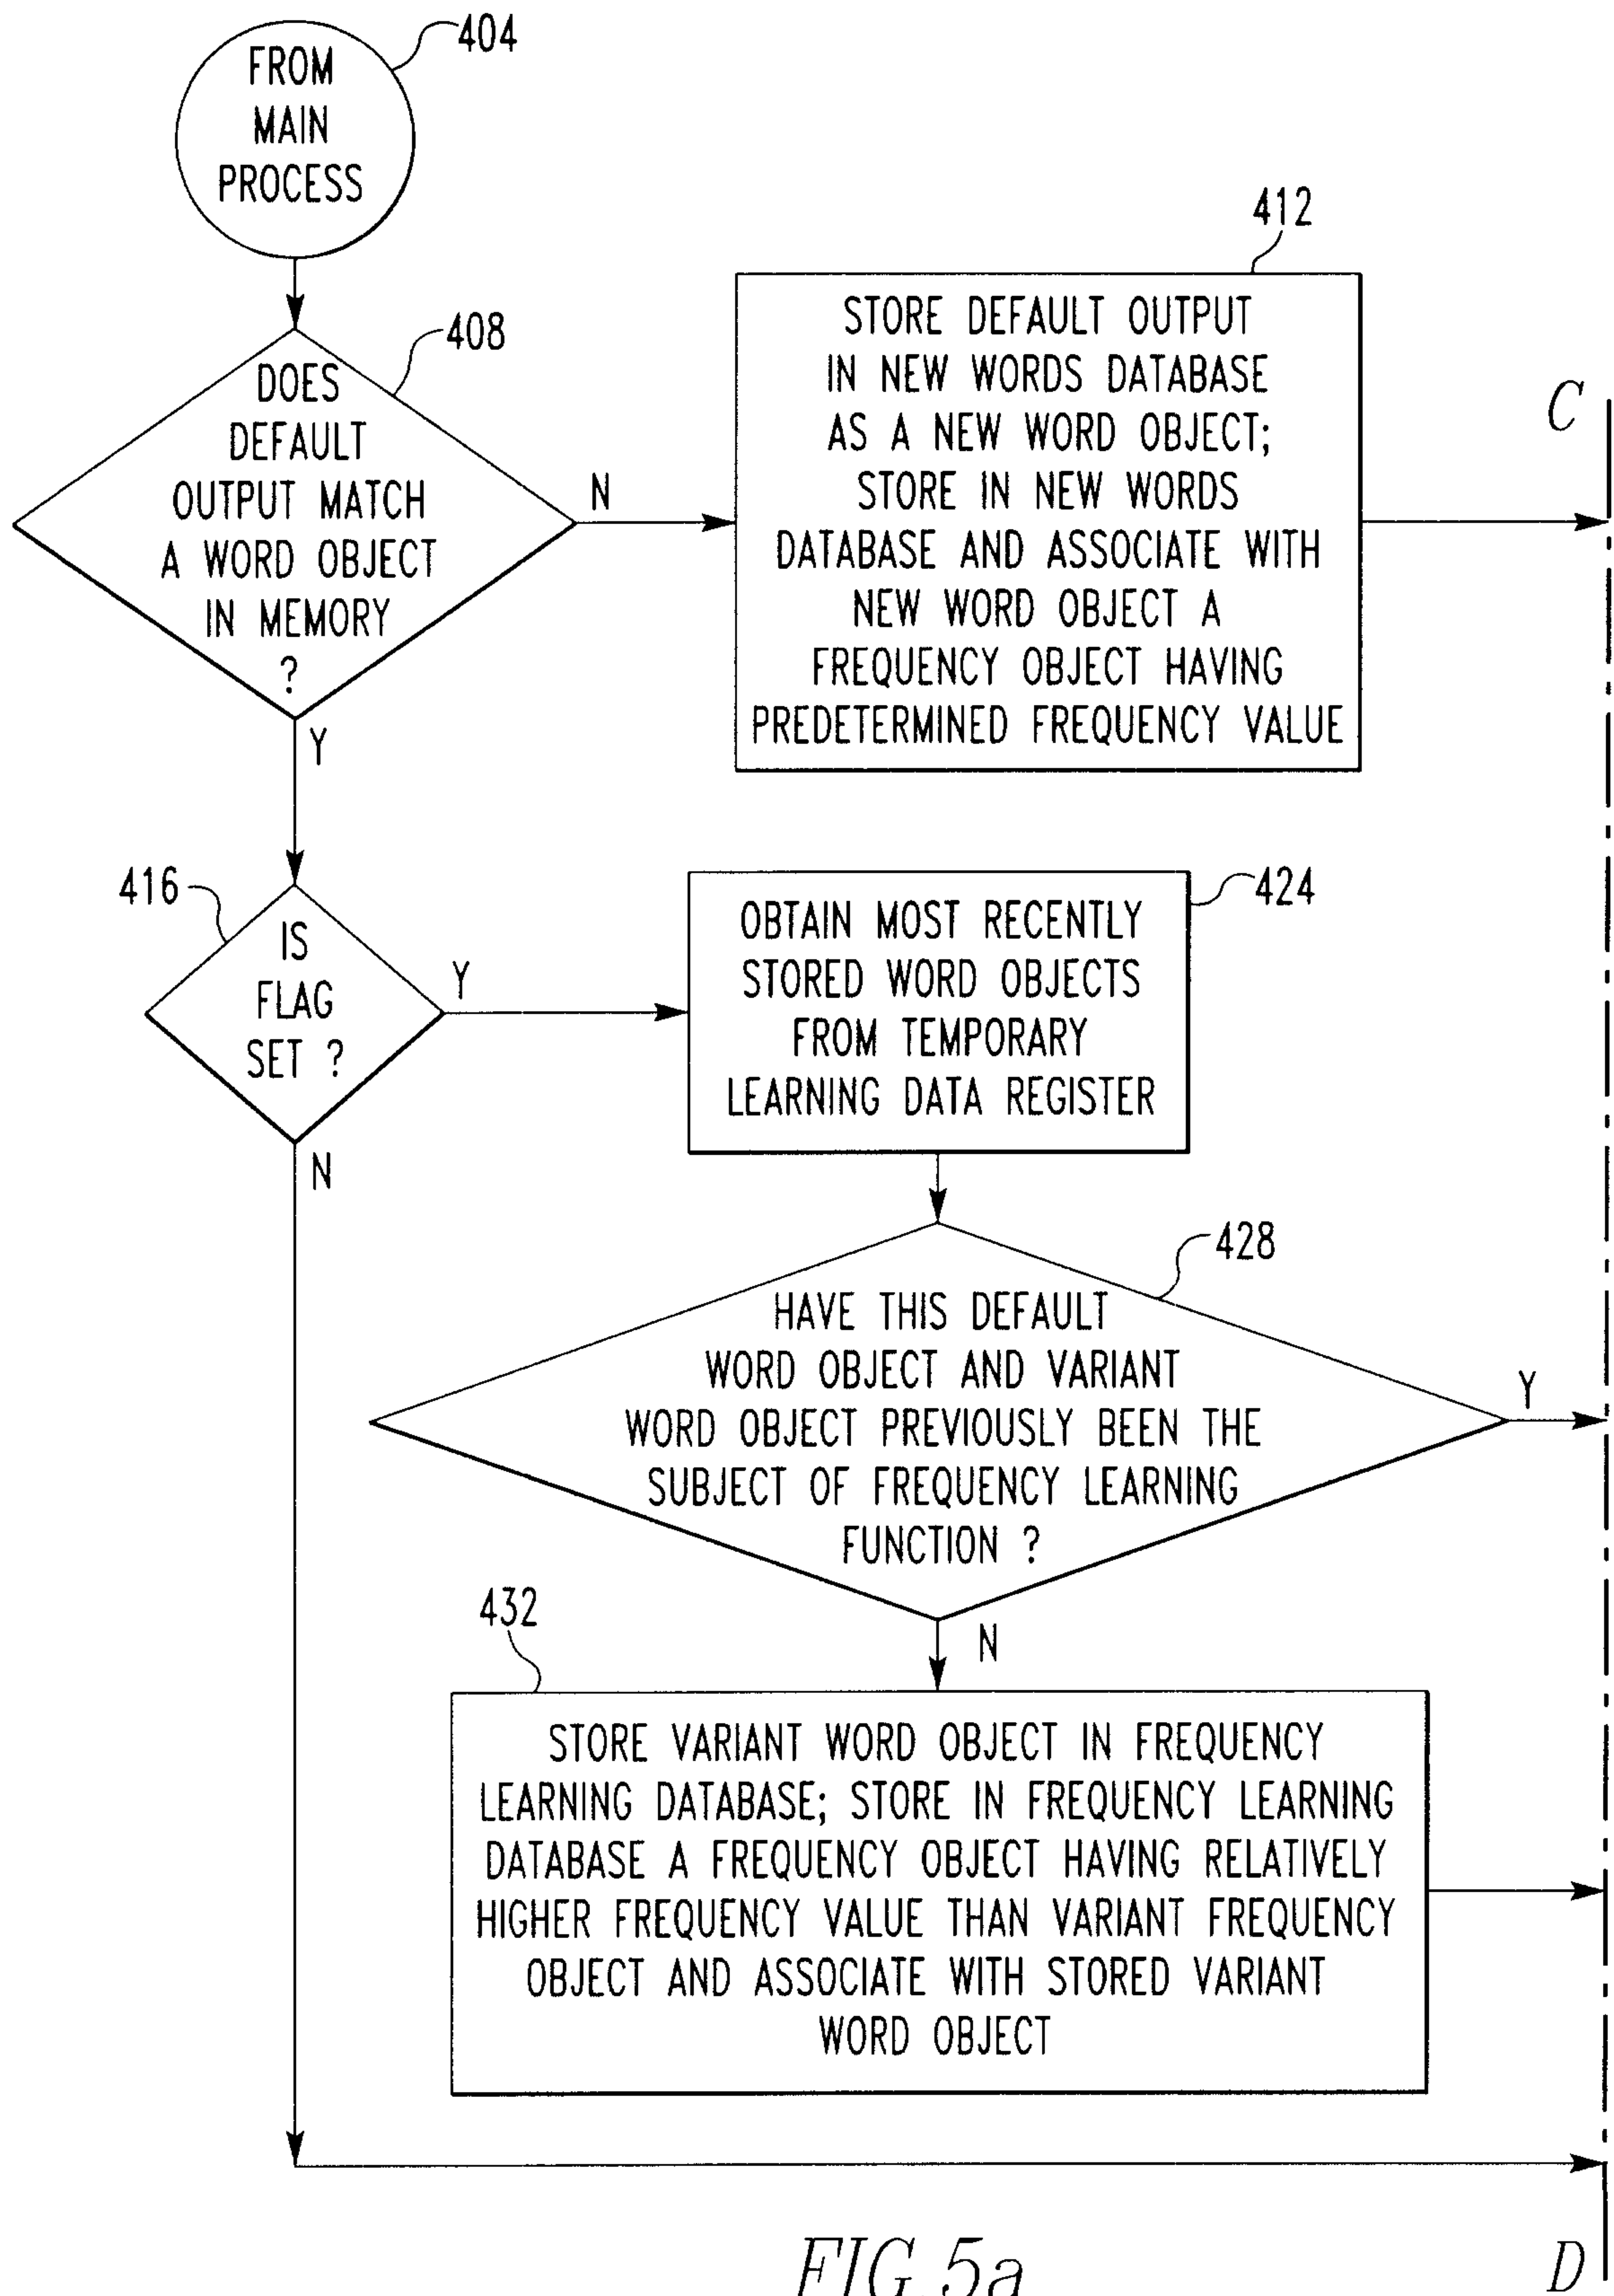 404
FROM
MAIN
PROCESS
408
DOES
DEFAULT
OUTPUT MATCH
A WORD OBJECT
IN MEMORY
?
N
Y
412
STORE DEFAULT OUTPUT
IN NEW WORDS DATABASE
AS A NEW WORD OBJECT;
STORE IN NEW WORDS
DATABASE AND ASSOCIATE WITH
NEW WORD OBJECT A
FREQUENCY OBJECT HAVING
PREDETERMINED FREQUENCY VALUE
C
416
IS
FLAG
SET ?
Y
N
424
OBTAIN MOST RECENTLY
STORED WORD OBJECTS
FROM TEMPORARY
LEARNING DATA REGISTER
428
HAVE THIS DEFAULT
WORD OBJECT AND VARIANT
WORD OBJECT PREVIOUSLY BEEN THE
SUBJECT OF FREQUENCY LEARNING
FUNCTION ?
Y
N
432
STORE VARIANT WORD OBJECT IN FREQUENCY
LEARNING DATABASE; STORE IN FREQUENCY LEARNING
DATABASE A FREQUENCY OBJECT HAVING RELATIVELY
HIGHER FREQUENCY VALUE THAN VARIANT FREQUENCY
OBJECT AND ASSOCIATE WITH STORED VARIANT
WORD OBJECT
D
FIG.5a